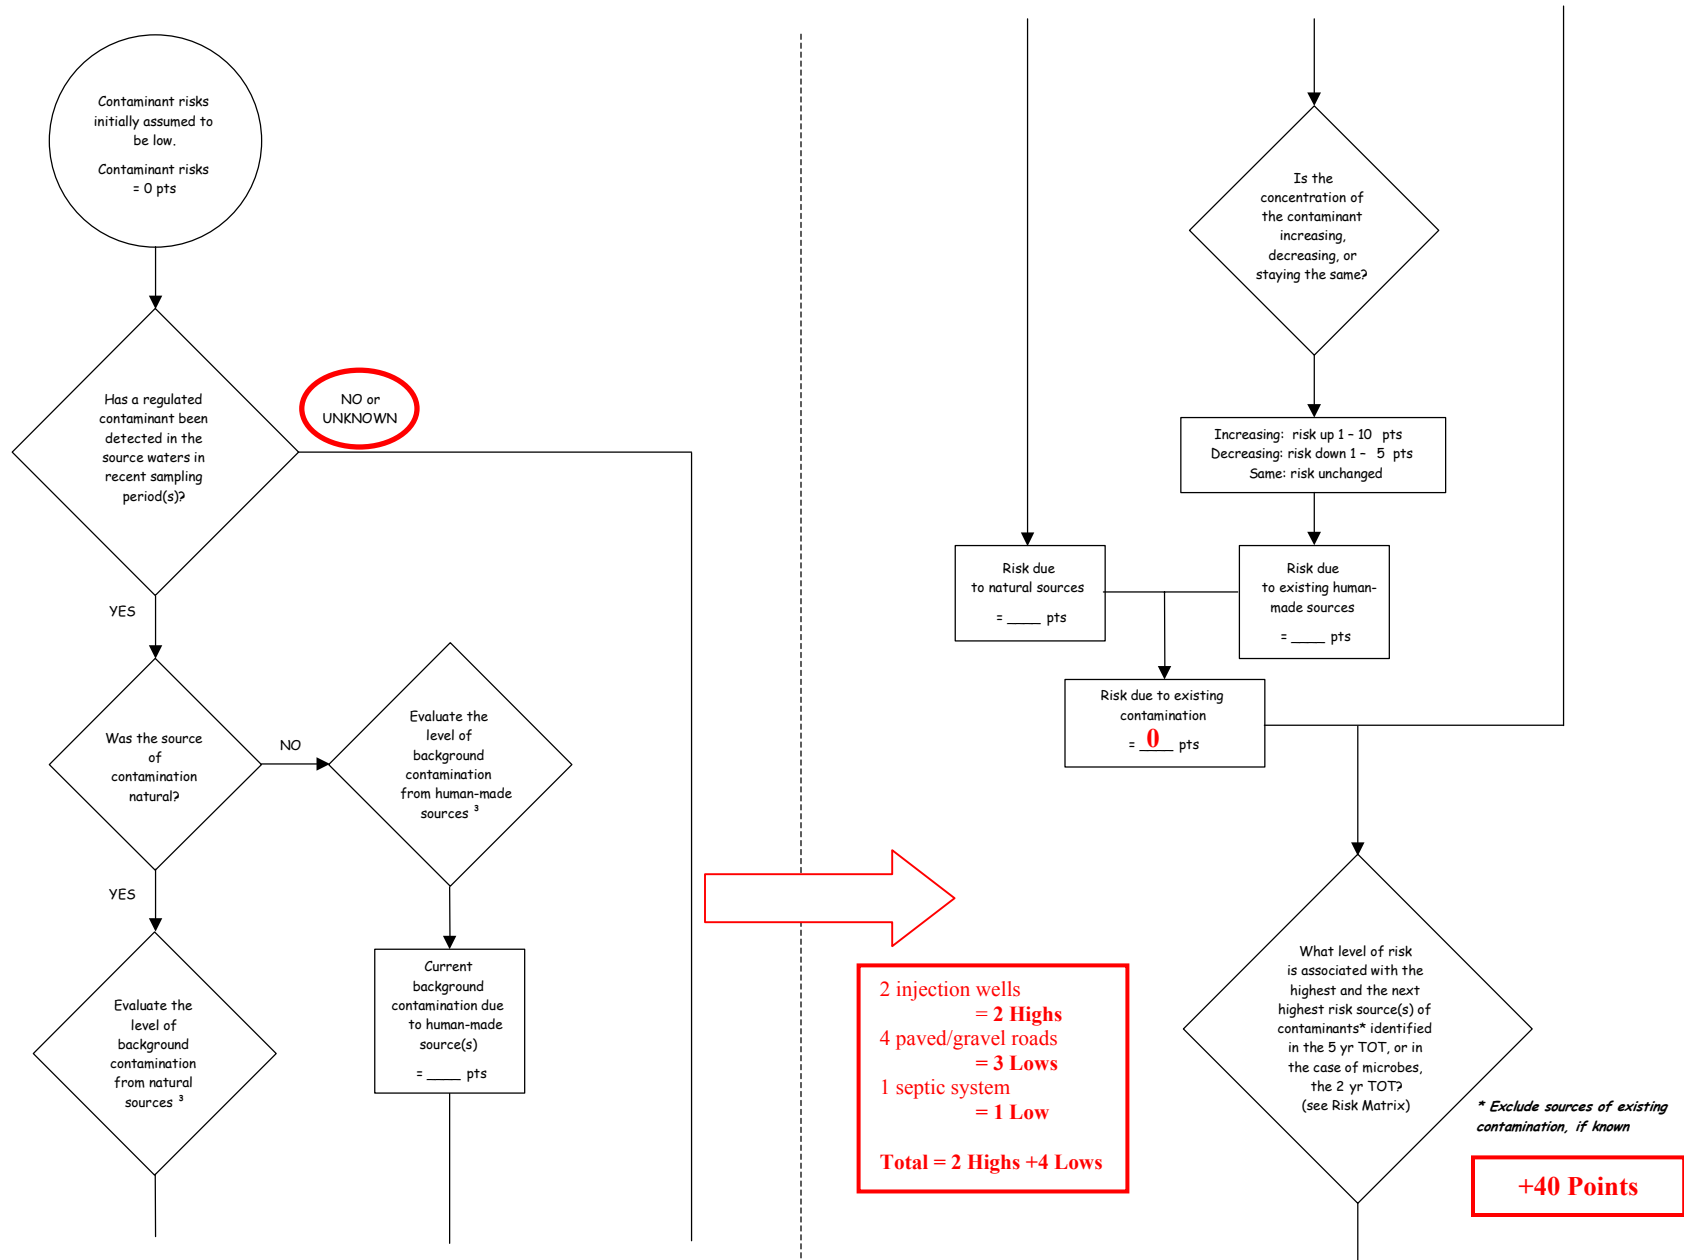 Contaminant risks
initially assumed to
be low.
Contaminant risks
= 0 pts
Has a regulated
contaminant been
detected in the
source waters in
recent sampling
period(s)?
NO or
UNKNOWN
YES
Was the source
of
contamination
natural?
NO
Evaluate the
level of
background
contamination
from human-made
sources ³
YES
Evaluate the
level of
background
contamination
from natural
sources ³
Current
background
contamination due
to human-made
source(s)
= ____ pts
Is the
concentration of
the contaminant
increasing,
decreasing, or
staying the same?
Increasing: risk up 1 – 10 pts
Decreasing: risk down 1 – 5 pts
Same: risk unchanged
Risk due
to natural sources
= ____ pts
Risk due
to existing human-
made sources
= ____ pts
Risk due to existing
contamination
= 0 pts
2 injection wells
= 2 Highs
4 paved/gravel roads
= 3 Lows
1 septic system
= 1 Low
Total = 2 Highs +4 Lows
What level of risk
is associated with the
highest and the next
highest risk source(s) of
contaminants* identified
in the 5 yr TOT, or in
the case of microbes,
the 2 yr TOT?
(see Risk Matrix)
* Exclude sources of existing
contamination, if known
+40 Points